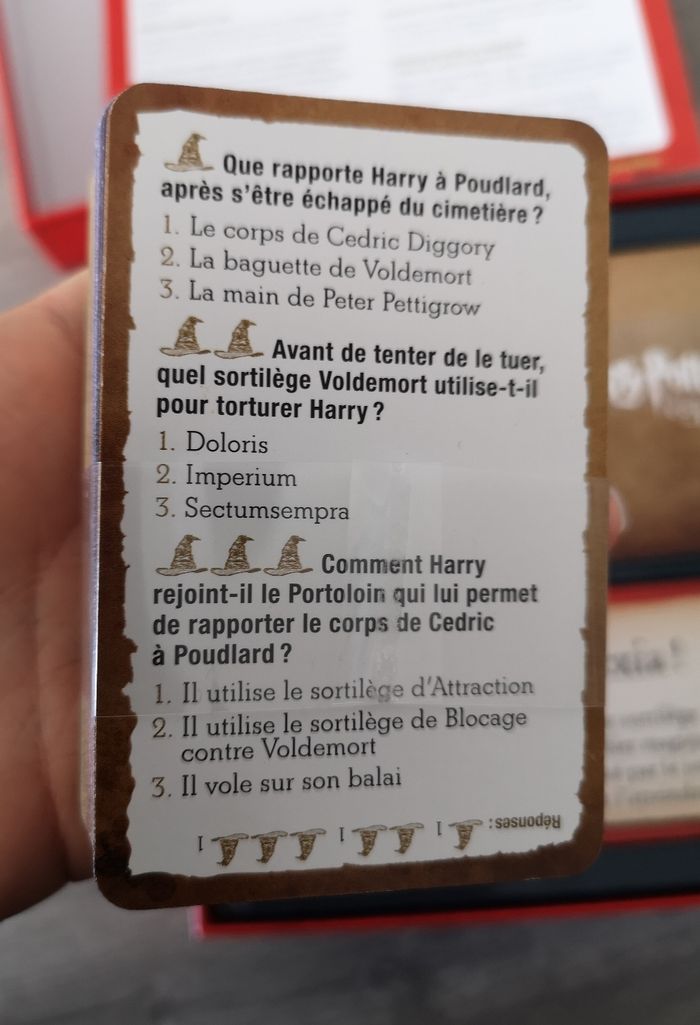 Que rapporte Harry à Poudlard,
après s'être échappé du cimetière ?
1. Le corps de Cedric Diggory
2. La baguette de Voldemort
3. La main de Peter Pettigrow
Avant de tenter de le tuer,
quel sortilège Voldemort utilise-t-il
pour torturer Harry ?
1. Doloris
2. Imperium
3. Sectumsempra
Comment Harry
rejoint-il le Portoloin qui lui permet
de rapporter le corps de Cedric
à Poudlard ?
1. Il utilise le sortilège d'Attraction
2. Il utilise le sortilège de Blocage
contre Voldemort
3. Il vole sur son balai
Réponses : 1 1 1